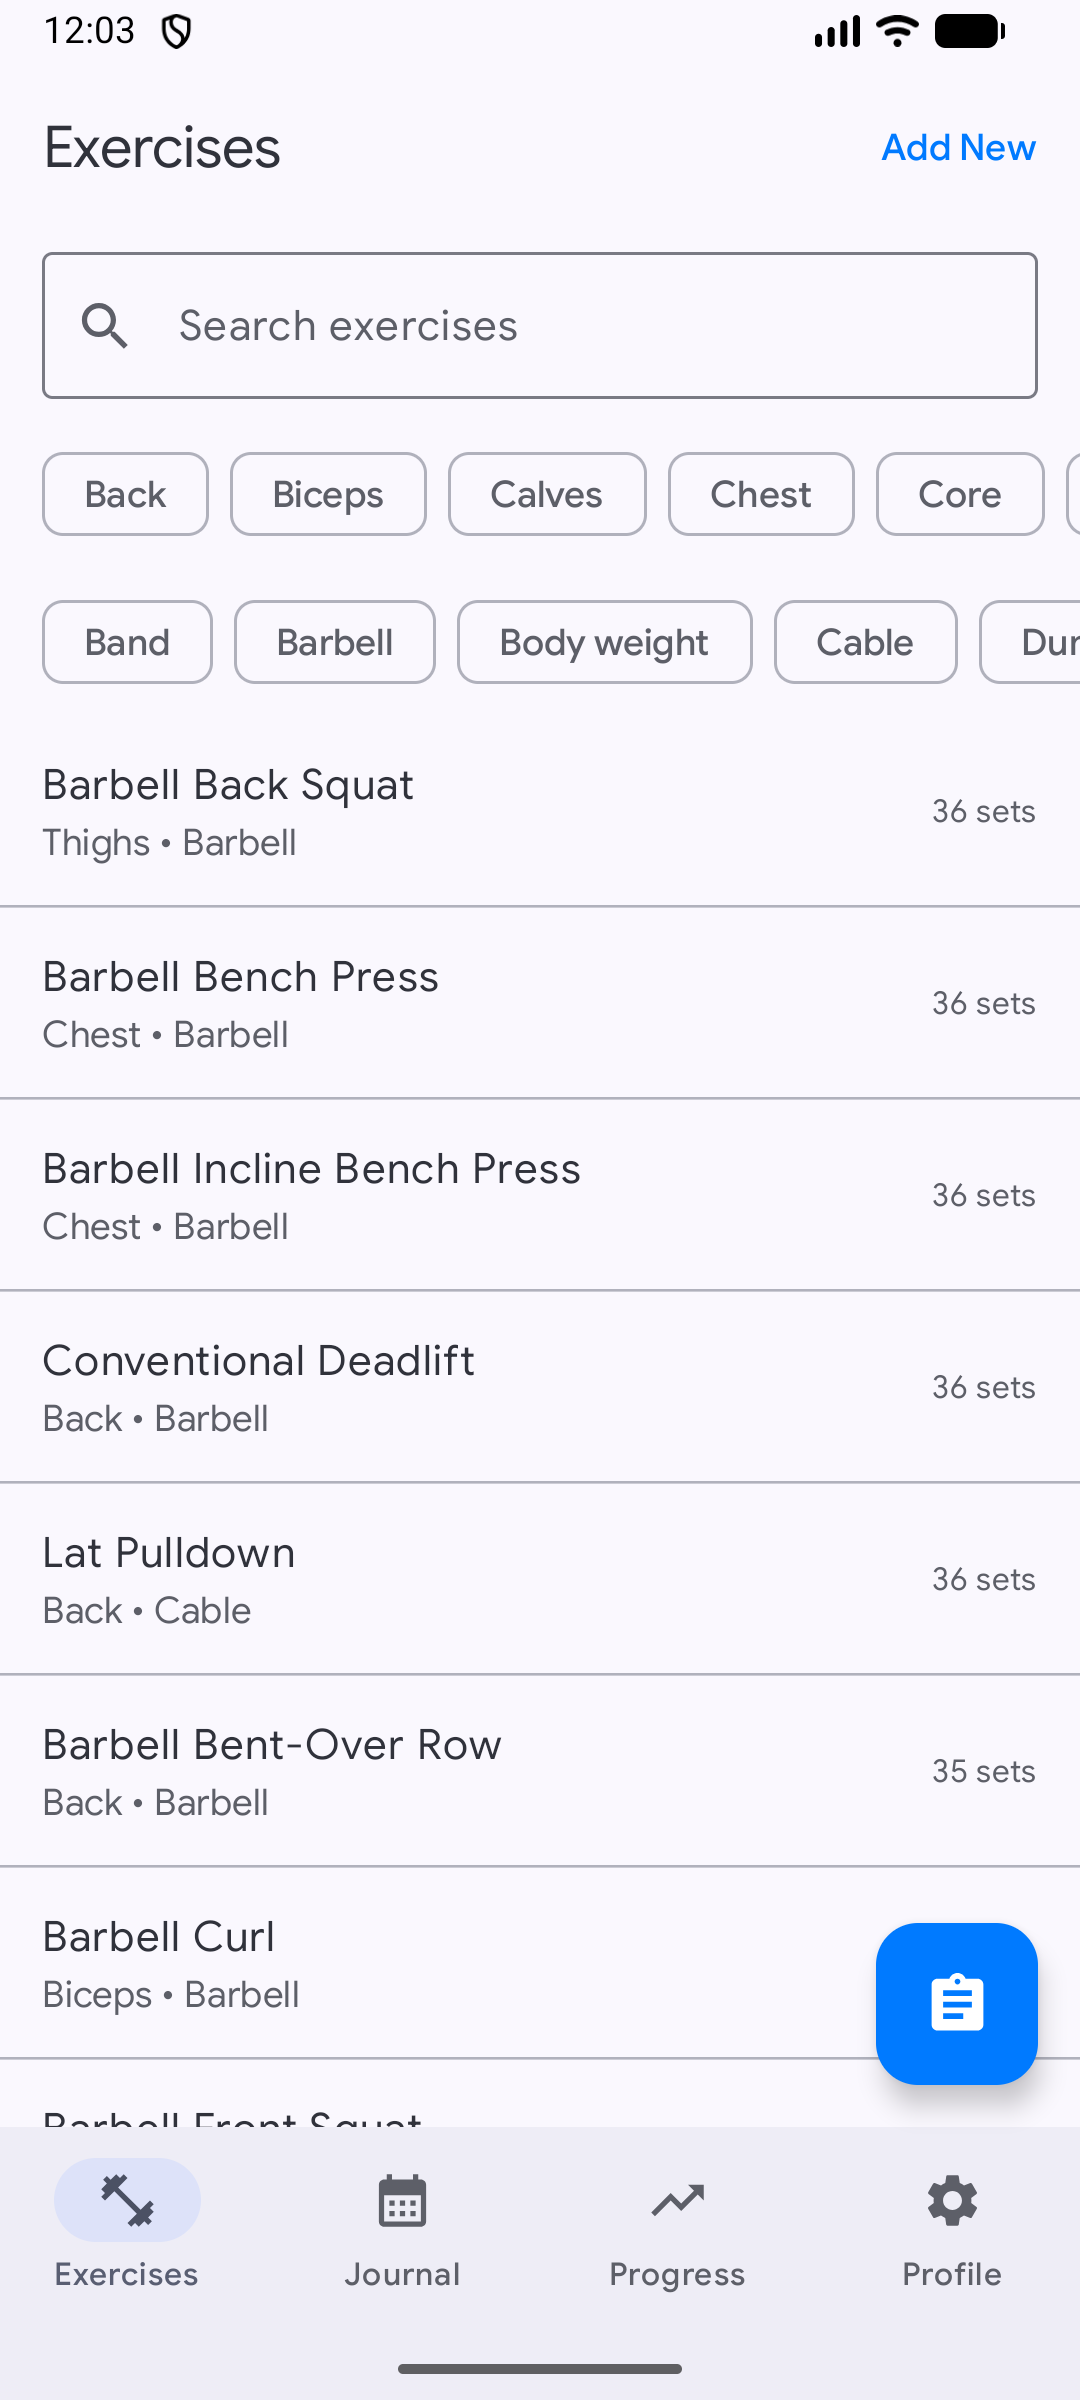 12:03
Exercises
Add New
Search exercises
Back Biceps Calves Chest Core
Band Barbell Body weight Cable
Barbell Back Squat
Thighs • Barbell
36 sets
Barbell Bench Press
Chest • Barbell
36 sets
Barbell Incline Bench Press
Chest • Barbell
36 sets
Conventional Deadlift
Back • Barbell
36 sets
Lat Pulldown
Back • Cable
36 sets
Barbell Bent-Over Row
Back • Barbell
35 sets
Barbell Curl
Biceps • Barbell
Barbell Front Squat
Exercises Journal Progress Profile